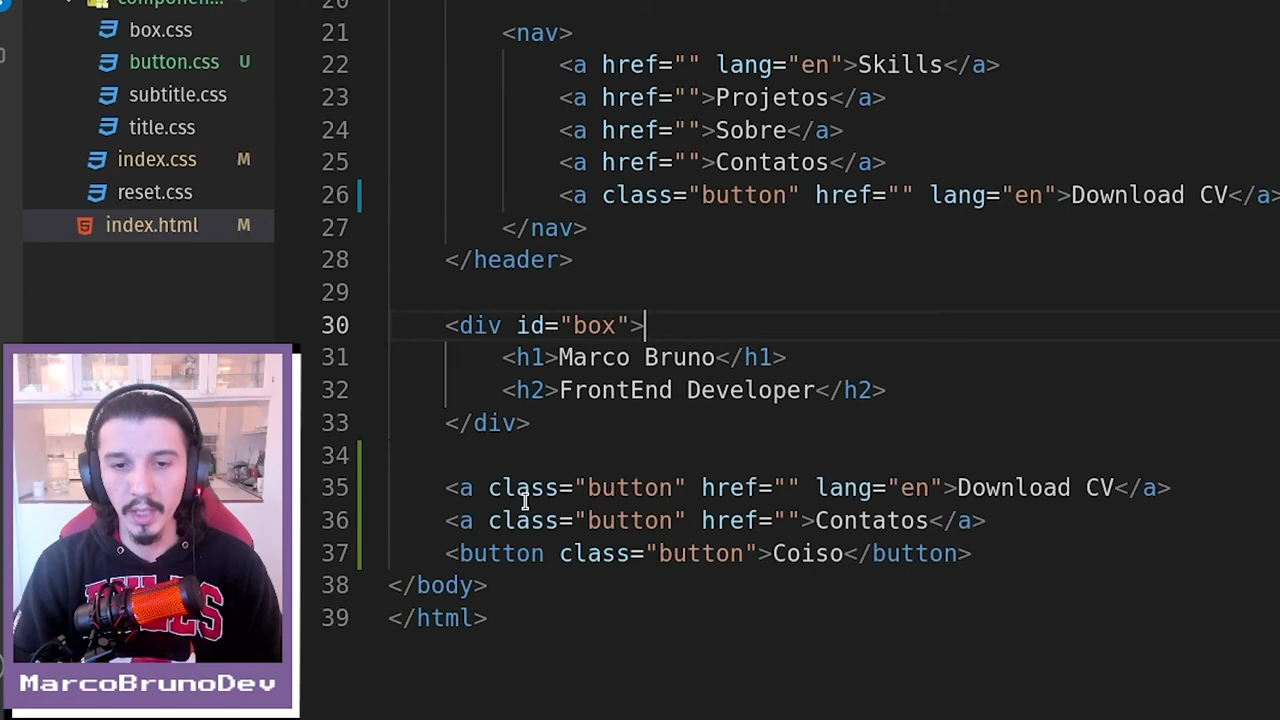 componen...
box.css
button.css U
subtitle.css
title.css
index.css M
reset.css
index.html M
20
21 <nav>
22 <a href="" lang="en">Skills</a>
23 <a href="">Projetos</a>
24 <a href="">Sobre</a>
25 <a href="">Contatos</a>
26 <a class="button" href="" lang="en">Download CV</a>
27 </nav>
28 </header>
29
30 <div id="box">
31 <h1>Marco Bruno</h1>
32 <h2>FrontEnd Developer</h2>
33 </div>
34
35 <a class="button" href="" lang="en">Download CV</a>
36 <a class="button" href="">Contatos</a>
37 <button class="button">Coiso</button>
38 </body>
39 </html>
MarcoBrunoDev